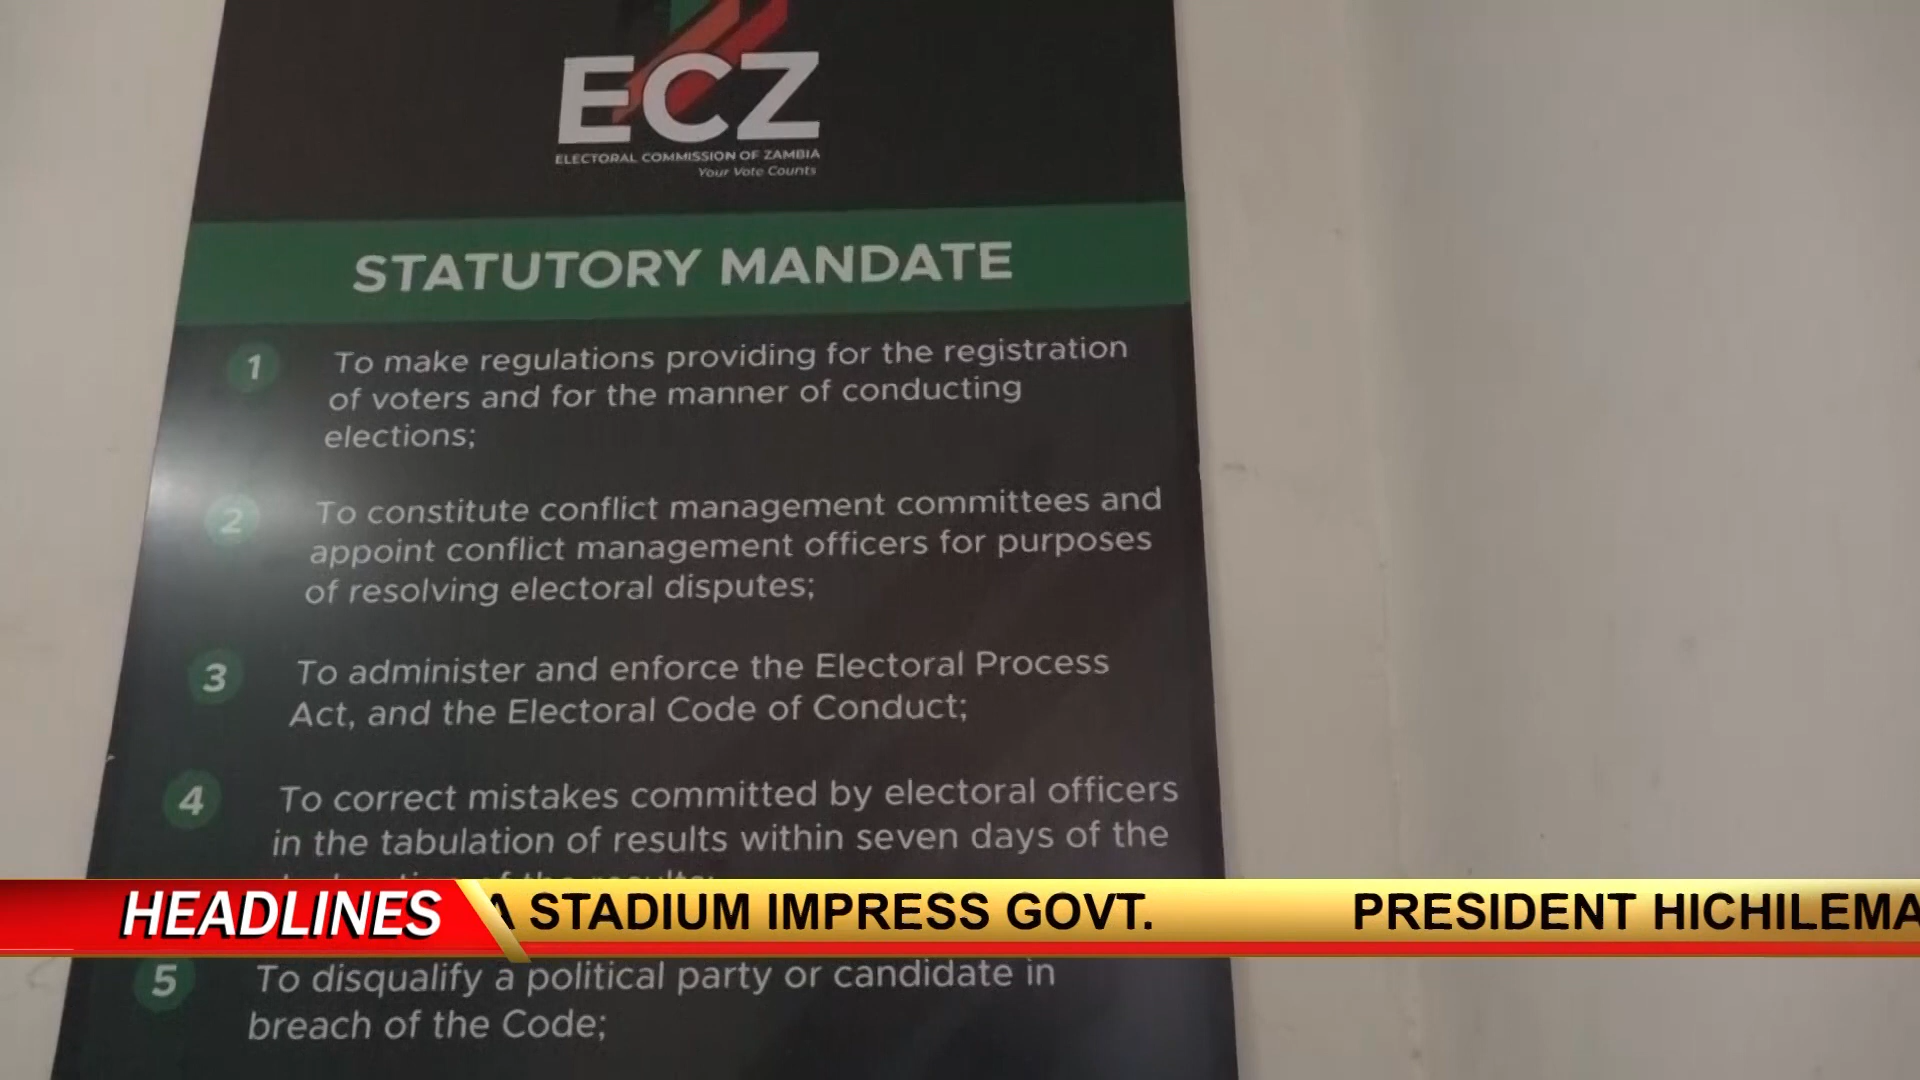 ECZ
ELECTORAL COMMISSION OF ZAMBIA
Your Vote Counts
STATUTORY MANDATE
1 To make regulations providing for the registration
of voters and for the manner of conducting
elections;
2 To constitute conflict management committees and
appoint conflict management officers for purposes
of resolving electoral disputes;
3 To administer and enforce the Electoral Process
Act, and the Electoral Code of Conduct;
4 To correct mistakes committed by electoral officers
in the tabulation of results within seven days of the
of the results;
HEADLINES A STADIUM IMPRESS GOVT. PRESIDENT HICHILEMA
5 To disqualify a political party or candidate in
breach of the Code;